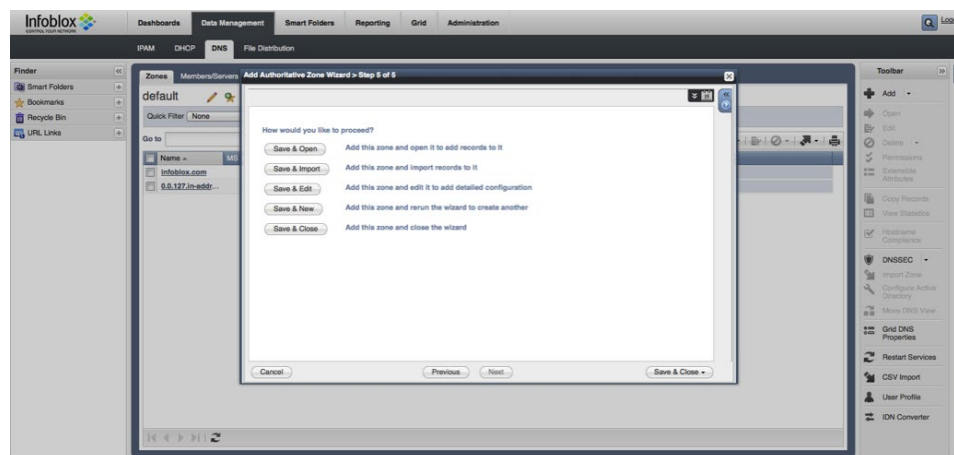 Infoblox
CONTROL YOUR NETWORK
Dashboards Data Management Smart Folders Reporting Grid Administration
IPAM DHCP DNS File Distribution
Finder
Smart Folders
Bookmarks
Recycle Bin
URL Links
Zones Members/Servers
default
Quick Filter None
Go to
Name MS
infoblox.com
0.0.127.in-addr...
Add Authoritative Zone Wizard > Step 5 of 5
How would you like to proceed?
Save & Open Add this zone and open it to add records to it
Save & Import Add this zone and import records to it
Save & Edit Add this zone and edit it to add detailed configuration
Save & New Add this zone and rerun the wizard to create another
Save & Close Add this zone and close the wizard
Cancel Previous Next Save & Close
Toolbar
Add
Open
Edit
Delete
Permissions
Extensible
Attributes
Copy Records
View Statistics
Hostname
Compliance
DNSSEC
Import Zone
Configure Active
Directory
Move DNS View
Grid DNS
Properties
Restart Services
CSV Import
User Profile
IDN Converter